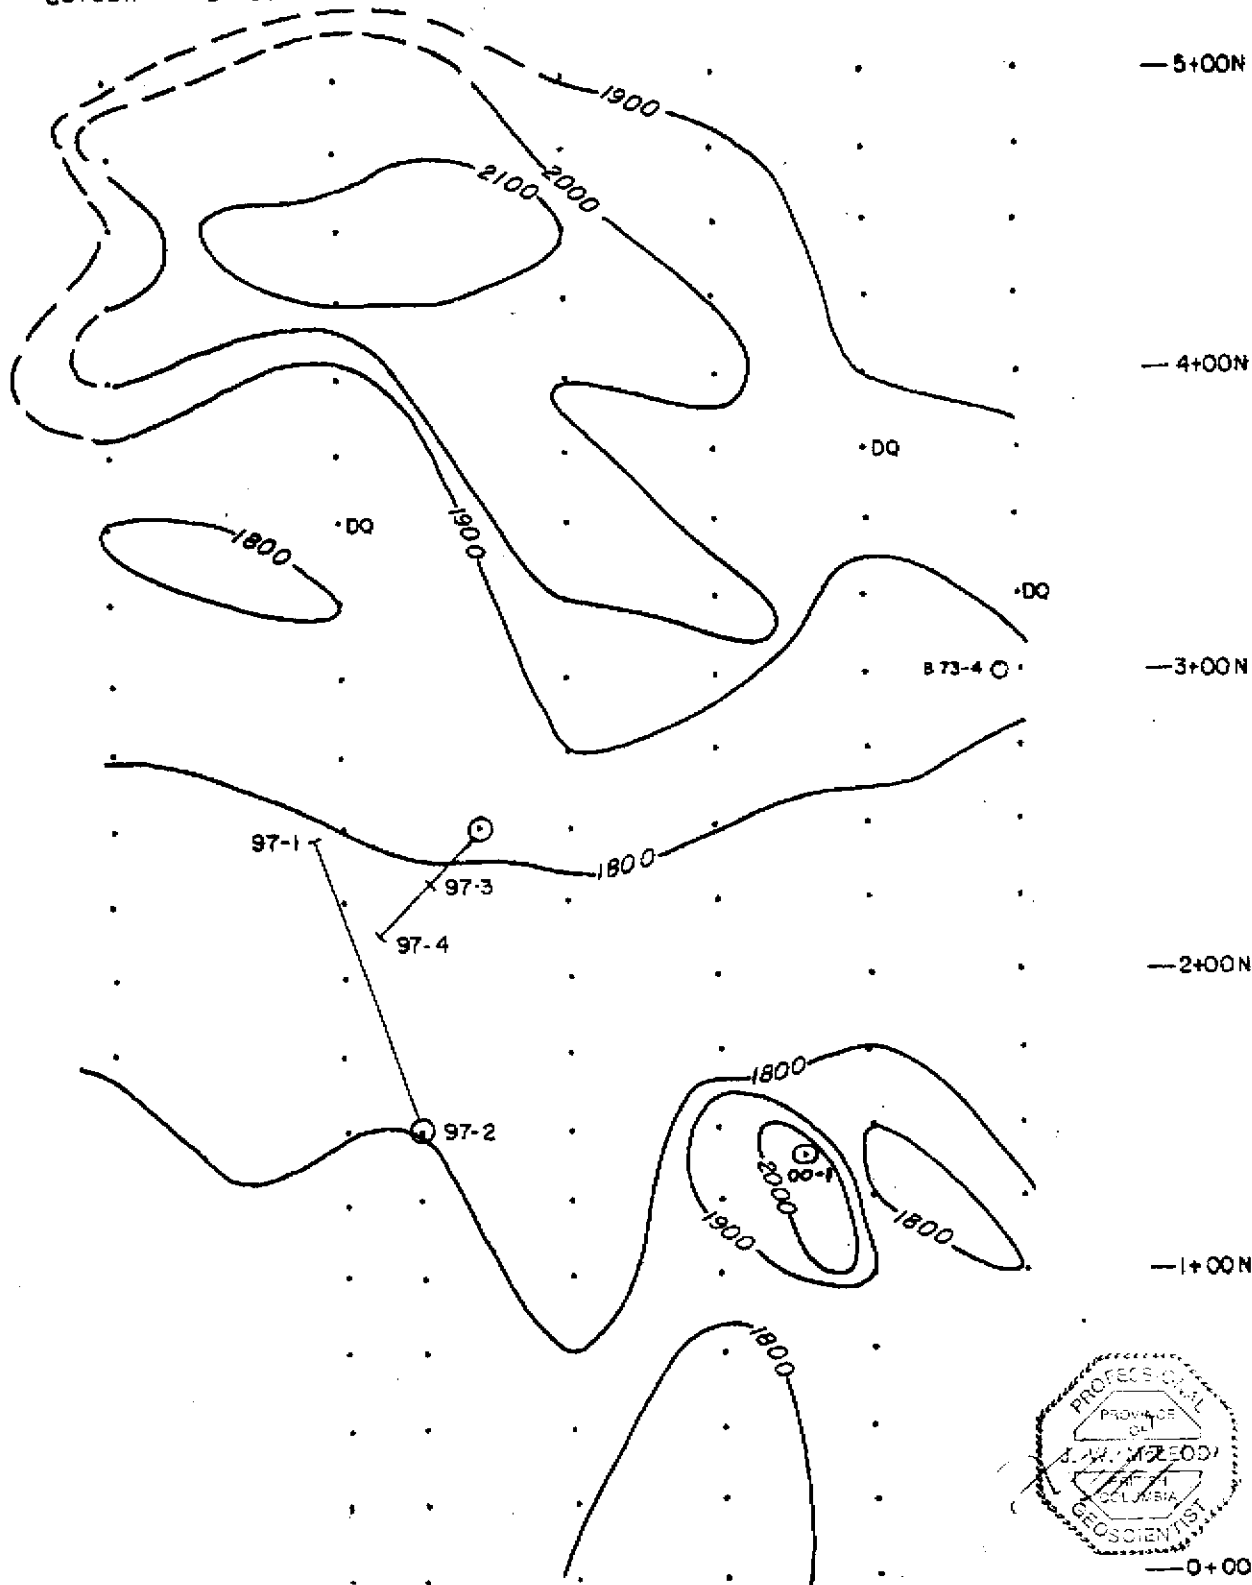 5+00N
1900
2100
2000
4+00N
DQ
1900
DQ
1800
DQ
B 73-4
3+00N
97-1
1800
97-3
97-4
2+00N
1800
97-2
00-1
2000
1900
1800
1+00N
1800
PROFESSIONAL
PROVINCE
OF
J. W. McLEOD
BRITISH
COLUMBIA
GEOSCIENTIST
0+00